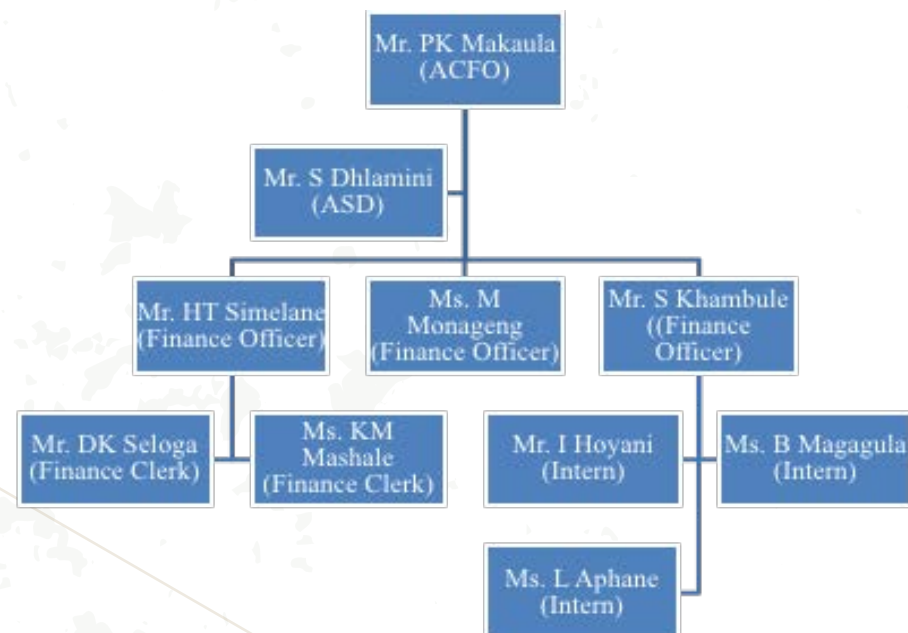 Mr. PK Makaula
(ACFO)
Mr. S Dhlamini
(ASD)
Mr. HT Simelane
(Finance Officer)
Ms. M
Monageng
(Finance Officer)
Mr. S Khambule
((Finance
Officer)
Mr. DK Seloga
(Finance Clerk)
Ms. KM
Mashale
(Finance Clerk)
Mr. I Hoyani
(Intern)
Ms. B Magagula
(Intern)
Ms. L Aphane
(Intern)